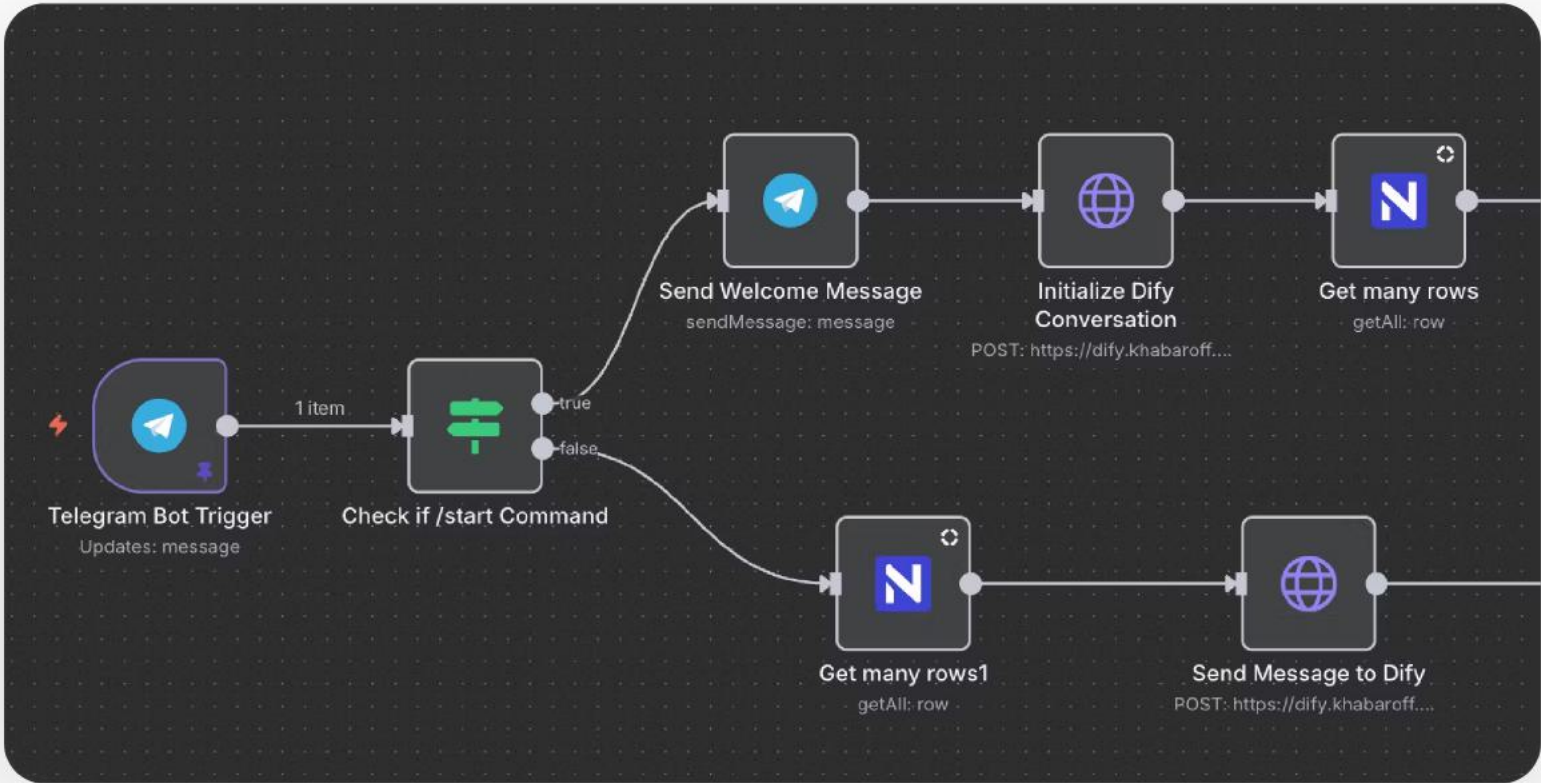 Send Welcome Message
sendMessage: message
Initialize Dify
Conversation
POST: https://dify.khabaroff....
Get many rows
getAll: row
1 item
true
false
Telegram Bot Trigger
Updates: message
Check if /start Command
Get many rows1
getAll: row
Send Message to Dify
POST: https://dify.khabaroff....